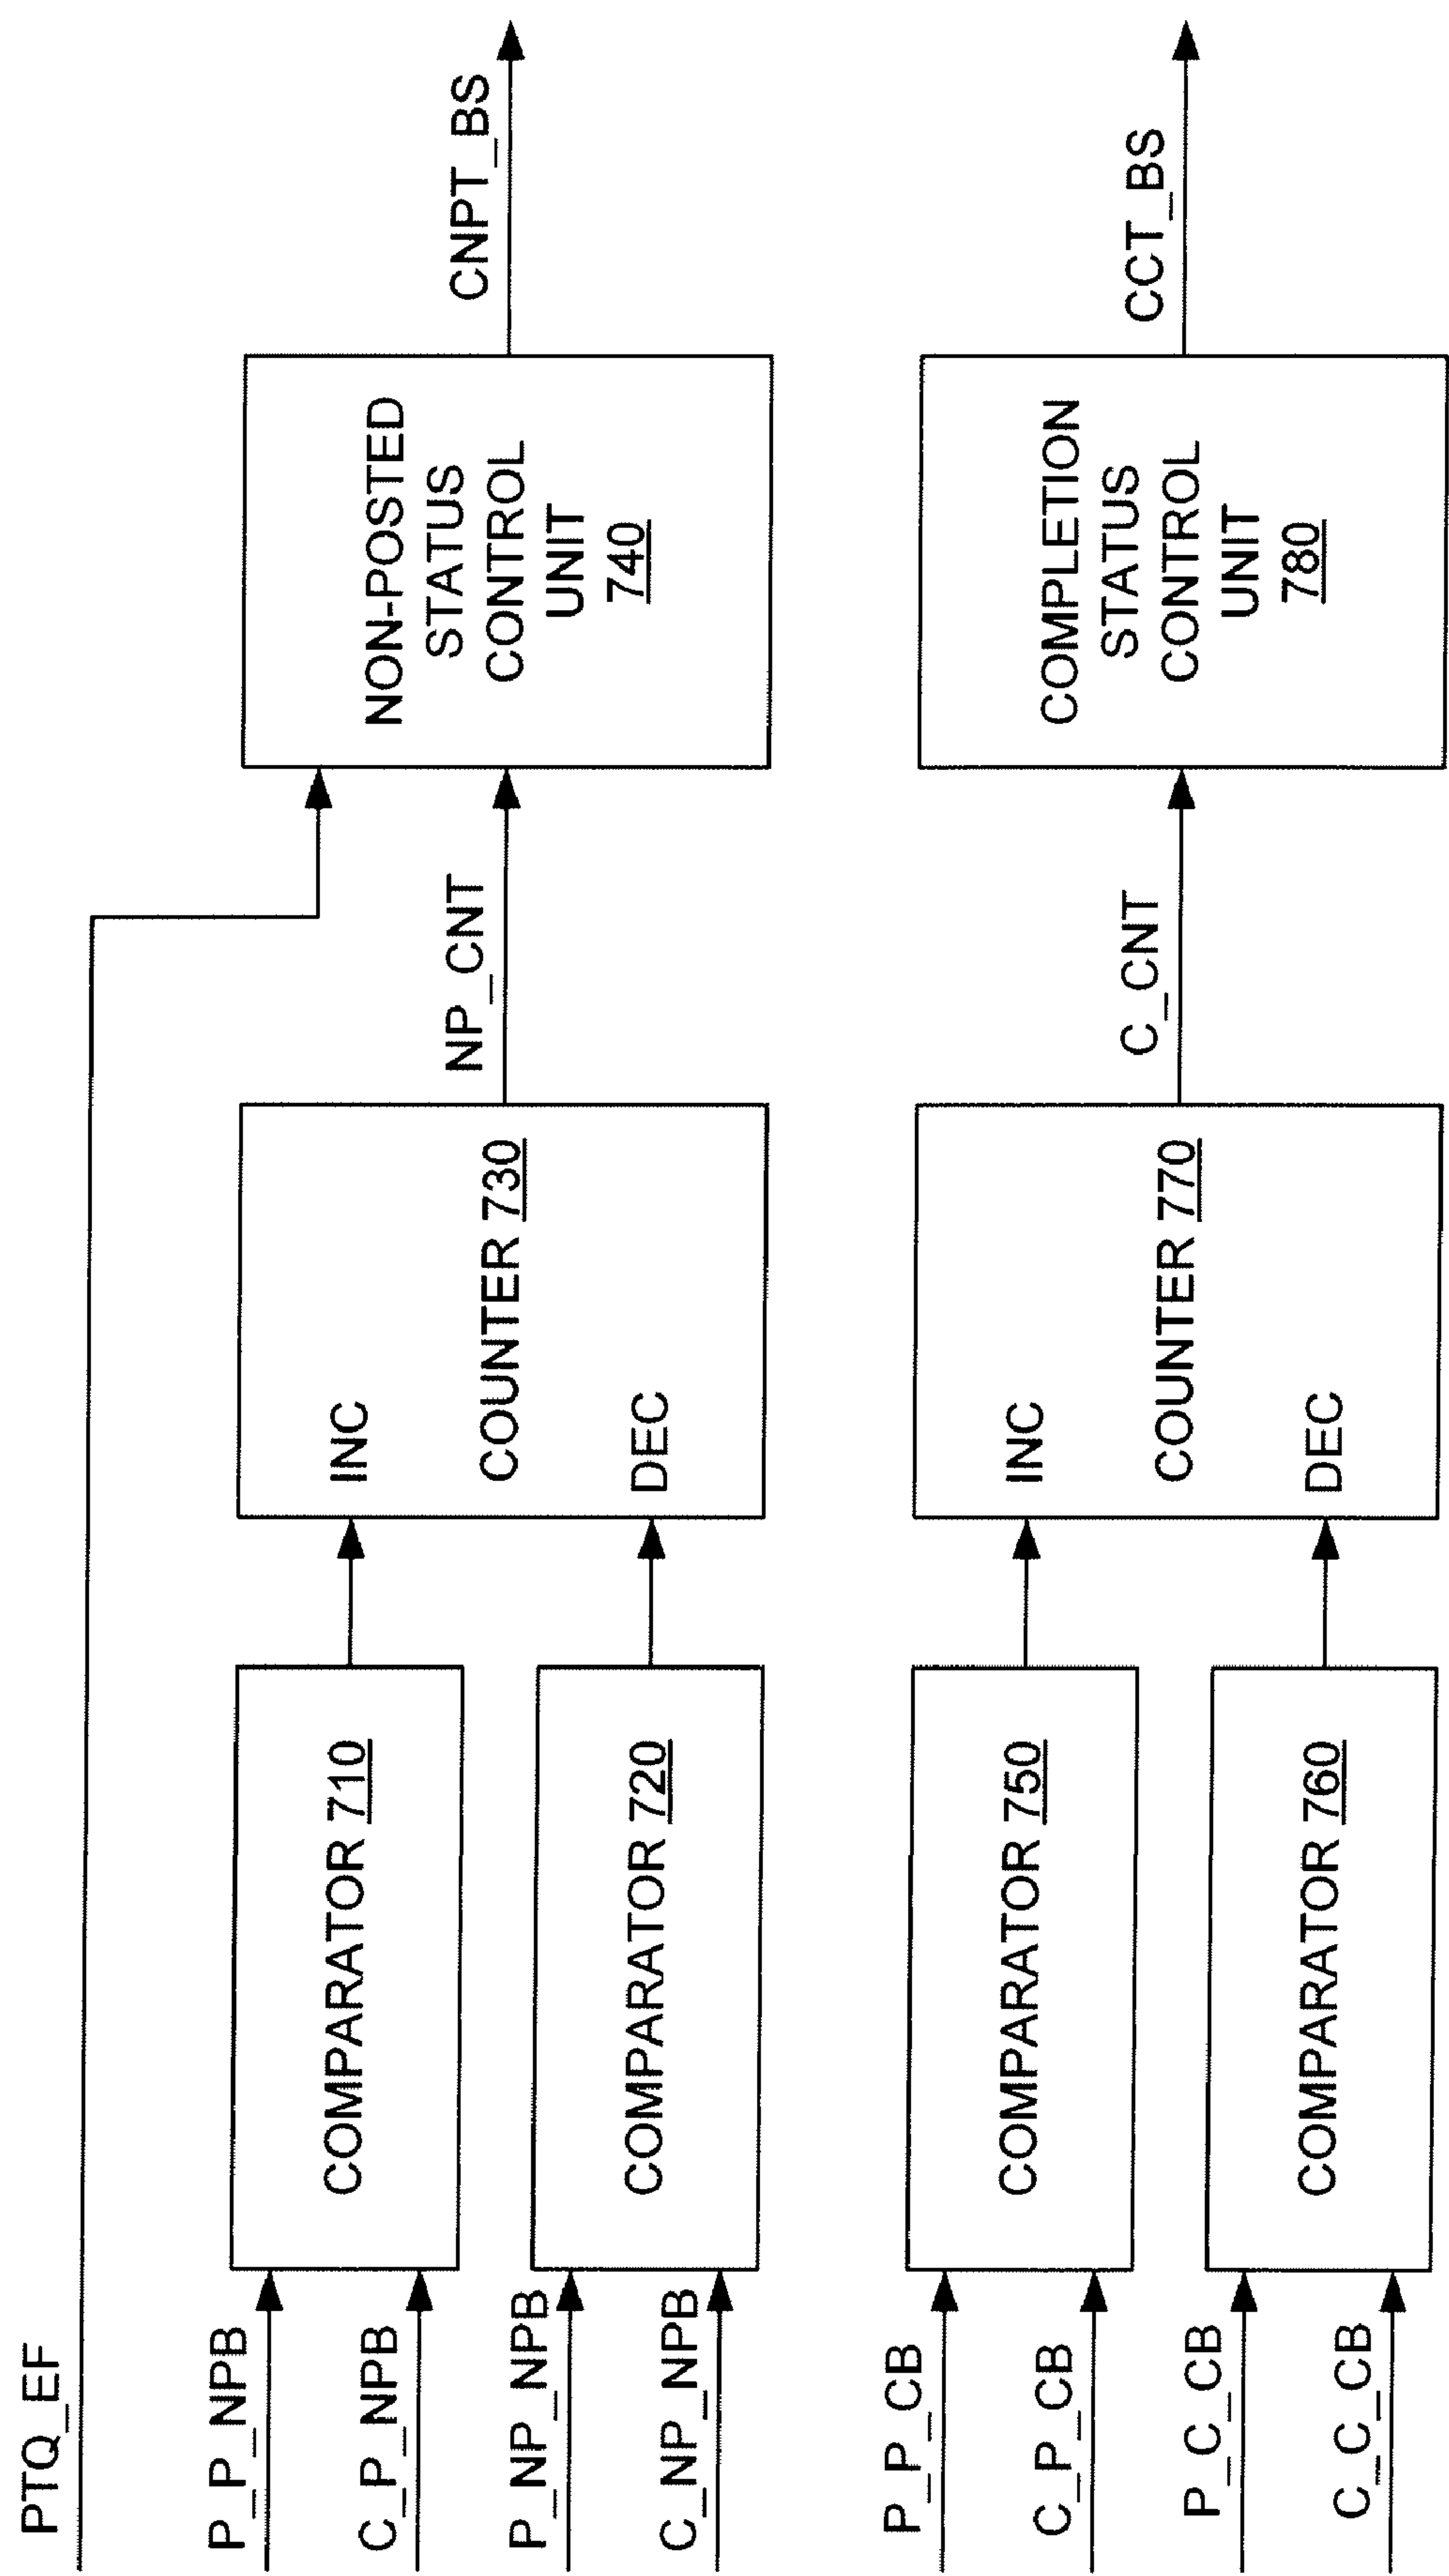 PTQ_EF
P_P_NPB
C_P_NPB
P_NP_NPB
C_NP_NPB
COMPARATOR 710
COMPARATOR 720
INC
COUNTER 730
DEC
NP_CNT
NON-POSTED
STATUS
CONTROL
UNIT
740
CNPT_BS
P_P_CB
C_P_CB
P_C_CB
C_C_CB
COMPARATOR 750
COMPARATOR 760
INC
COUNTER 770
DEC
C_CNT
COMPLETION
STATUS
CONTROL
UNIT
780
CCT_BS